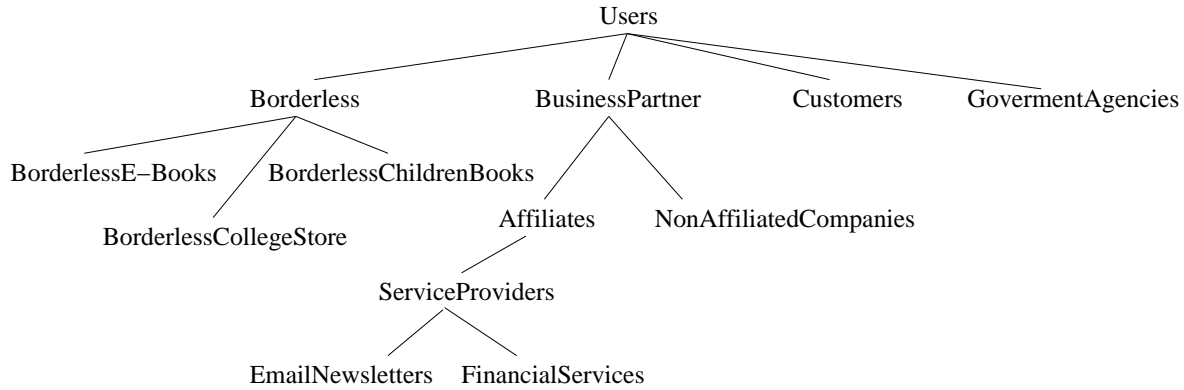 Users
Borderless BusinessPartner Customers GovermentAgencies
BorderlessE−Books BorderlessChildrenBooks
Affiliates NonAffiliatedCompanies
BorderlessCollegeStore
ServiceProviders
EmailNewsletters FinancialServices